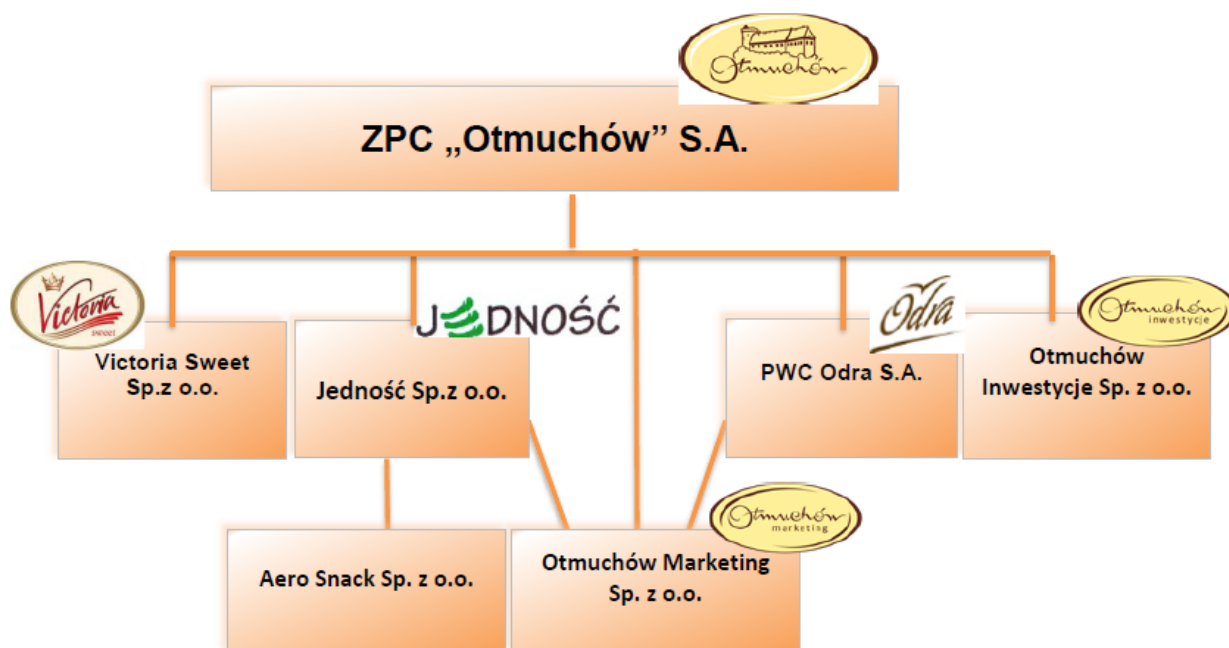 Otmuchów
ZPC „Otmuchów” S.A.
Victoria
sweet
JEDNOŚĆ
Odra
Otmuchów
inwestycje
Victoria Sweet
Sp.z o.o.
Jedność Sp.z o.o.
PWC Odra S.A.
Otmuchów
Inwestycje Sp. z o.o.
Otmuchów
marketing
Aero Snack Sp. z o.o.
Otmuchów Marketing
Sp. z o.o.